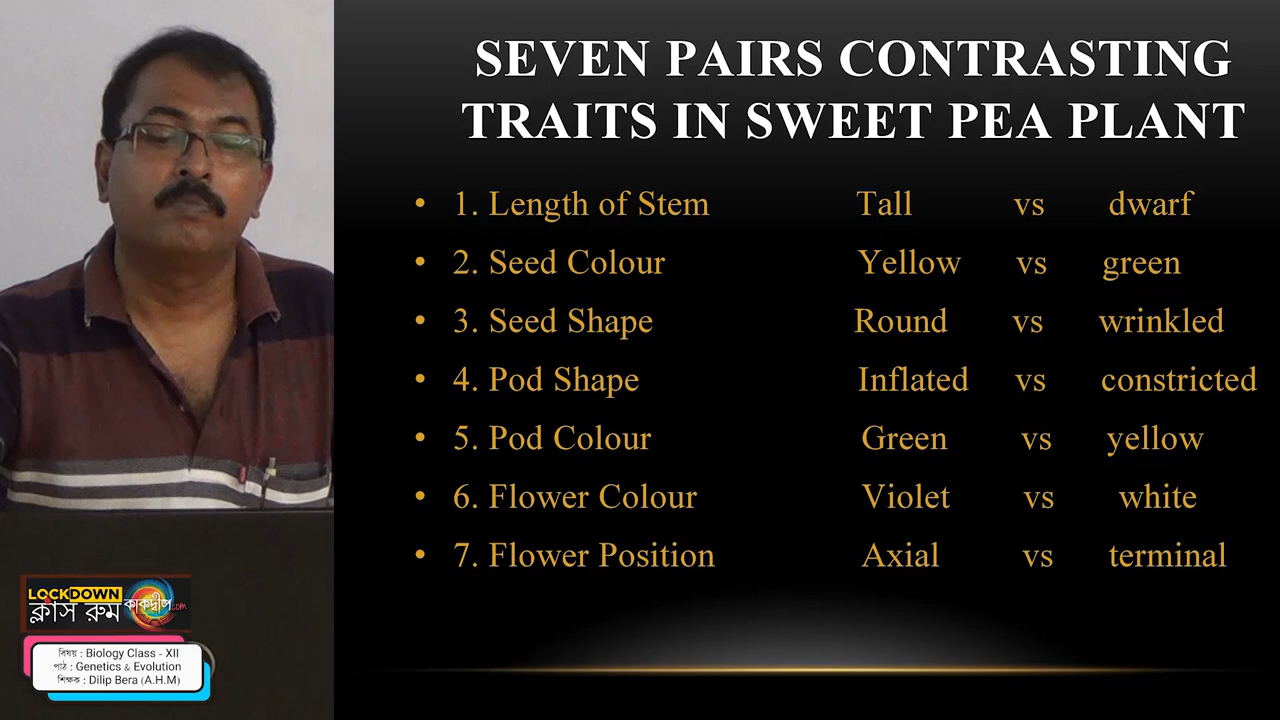 SEVEN PAIRS CONTRASTING
TRAITS IN SWEET PEA PLANT
• 1. Length of Stem Tall vs dwarf
• 2. Seed Colour Yellow vs green
• 3. Seed Shape Round vs wrinkled
• 4. Pod Shape Inflated vs constricted
• 5. Pod Colour Green vs yellow
• 6. Flower Colour Violet vs white
• 7. Flower Position Axial vs terminal
LOCKDOWN
ক্লাস রুম কাকদ্বীপ.com
বিষয় : Biology Class - XII
পাঠ : Genetics & Evolution
শিক্ষক : Dilip Bera (A.H.M)